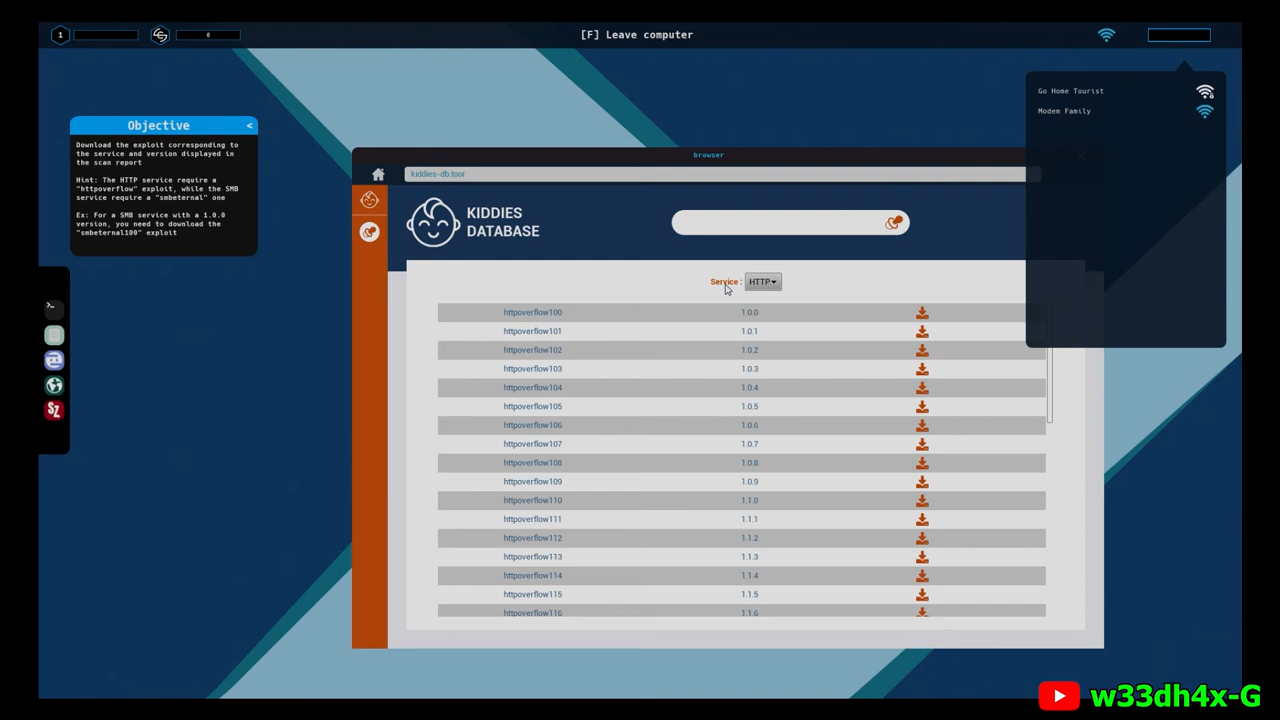 1
0
[F] Leave computer
Go Home Tourist
Modem Family
Objective <
Download the exploit corresponding to
the service and version displayed in
the scan report
Hint: The HTTP service require a
"httpoverflow" exploit, while the SMB
service require a "smbeternal" one
Ex: For a SMB service with a 1.0.0
version, you need to download the
"smbeternal100" exploit
browser
kiddies-db.toor
KIDDIES
DATABASE
Service : HTTP
httpoverflow100 1.0.0
httpoverflow101 1.0.1
httpoverflow102 1.0.2
httpoverflow103 1.0.3
httpoverflow104 1.0.4
httpoverflow105 1.0.5
httpoverflow106 1.0.6
httpoverflow107 1.0.7
httpoverflow108 1.0.8
httpoverflow109 1.0.9
httpoverflow110 1.1.0
httpoverflow111 1.1.1
httpoverflow112 1.1.2
httpoverflow113 1.1.3
httpoverflow114 1.1.4
httpoverflow115 1.1.5
httpoverflow116 1.1.6
SZ
w33dh4x-G